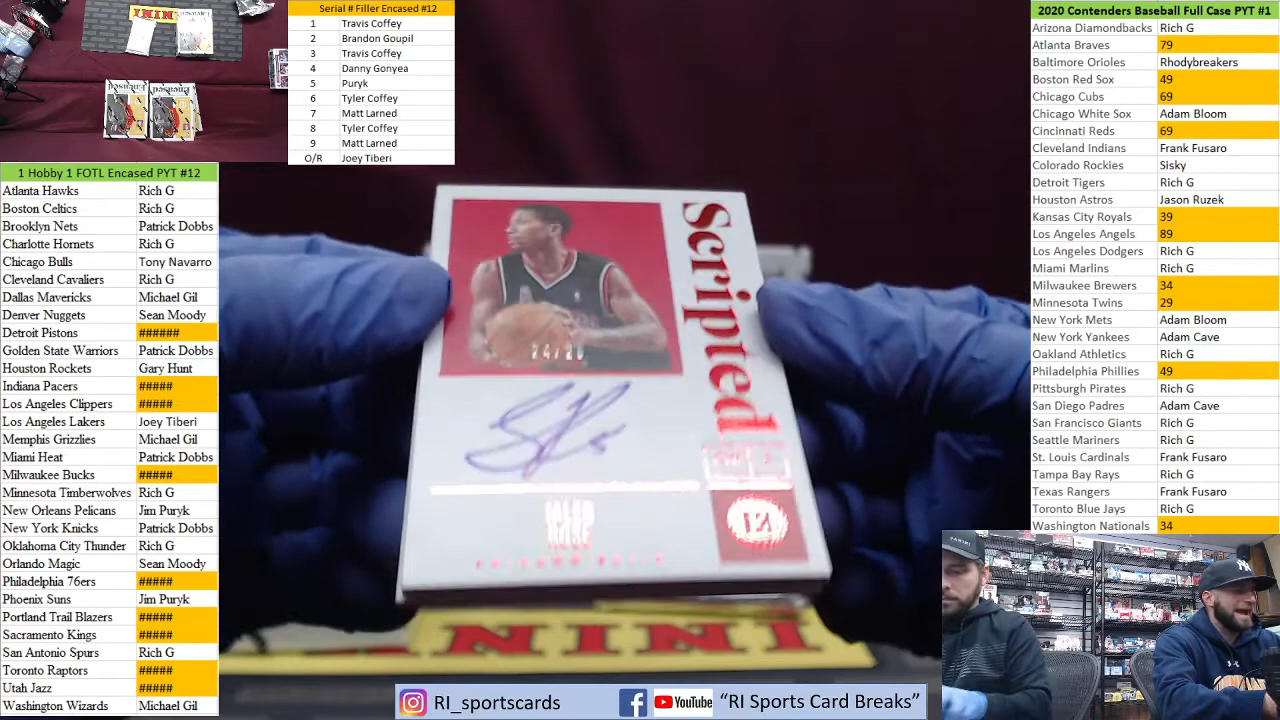 Serial # Filler Encased #12
1 Travis Coffey
2 Brandon Goupil
3 Travis Coffey
4 Danny Gonyea
5 Puryk
6 Tyler Coffey
7 Matt Larned
8 Tyler Coffey
9 Matt Larned
O/R Joey Tiberi
1 Hobby 1 FOTL Encased PYT #12
Atlanta Hawks Rich G
Boston Celtics Rich G
Brooklyn Nets Patrick Dobbs
Charlotte Hornets Rich G
Chicago Bulls Tony Navarro
Cleveland Cavaliers Rich G
Dallas Mavericks Michael Gil
Denver Nuggets Sean Moody
Detroit Pistons ######
Golden State Warriors Patrick Dobbs
Houston Rockets Gary Hunt
Indiana Pacers #####
Los Angeles Clippers #####
Los Angeles Lakers Joey Tiberi
Memphis Grizzlies Michael Gil
Miami Heat Patrick Dobbs
Milwaukee Bucks #####
Minnesota Timberwolves Rich G
New Orleans Pelicans Jim Puryk
New York Knicks Patrick Dobbs
Oklahoma City Thunder Rich G
Orlando Magic Sean Moody
Philadelphia 76ers #####
Phoenix Suns Jim Puryk
Portland Trail Blazers #####
Sacramento Kings #####
San Antonio Spurs Rich G
Toronto Raptors #####
Utah Jazz #####
Washington Wizards Michael Gil
2020 Contenders Baseball Full Case PYT #1
Arizona Diamondbacks Rich G
Atlanta Braves 79
Baltimore Orioles Rhodybreakers
Boston Red Sox 49
Chicago Cubs 69
Chicago White Sox Adam Bloom
Cincinnati Reds 69
Cleveland Indians Frank Fusaro
Colorado Rockies Sisky
Detroit Tigers Rich G
Houston Astros Jason Ruzek
Kansas City Royals 39
Los Angeles Angels 89
Los Angeles Dodgers Rich G
Miami Marlins Rich G
Milwaukee Brewers 34
Minnesota Twins 29
New York Mets Adam Bloom
New York Yankees Adam Cave
Oakland Athletics Rich G
Philadelphia Phillies 49
Pittsburgh Pirates Rich G
San Diego Padres Adam Cave
San Francisco Giants Rich G
Seattle Mariners Rich G
St. Louis Cardinals Frank Fusaro
Tampa Bay Rays Rich G
Texas Rangers Frank Fusaro
Toronto Blue Jays Rich G
Washington Nationals 34
Scripted
RI_sportscards
YouTube
"RI Sports Card Breaks"